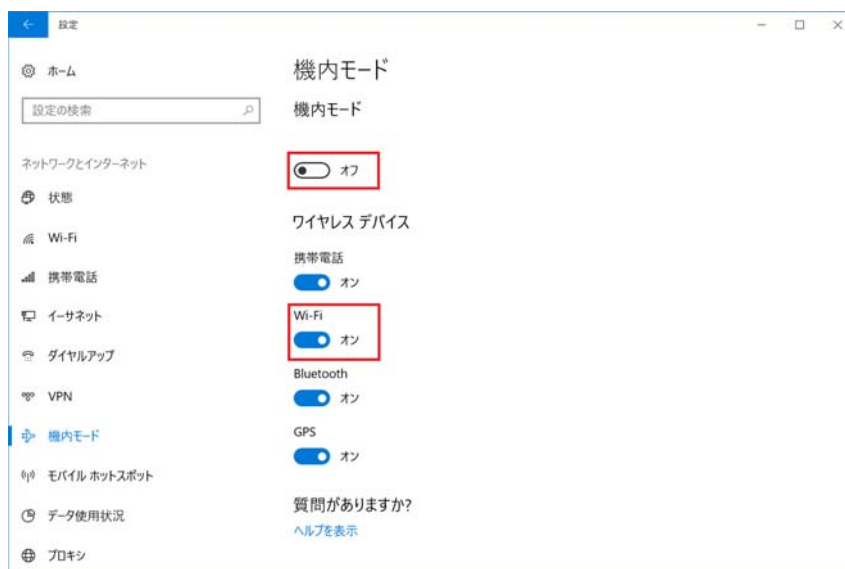 設定
ホーム
設定の検索
ネットワークとインターネット
状態
Wi-Fi
携帯電話
イーサネット
ダイヤルアップ
VPN
機内モード
モバイル ホットスポット
データ使用状況
プロキシ
機内モード
機内モード
オフ
ワイヤレス デバイス
携帯電話
オン
Wi-Fi
オン
Bluetooth
オン
GPS
オン
質問がありますか?
ヘルプを表示